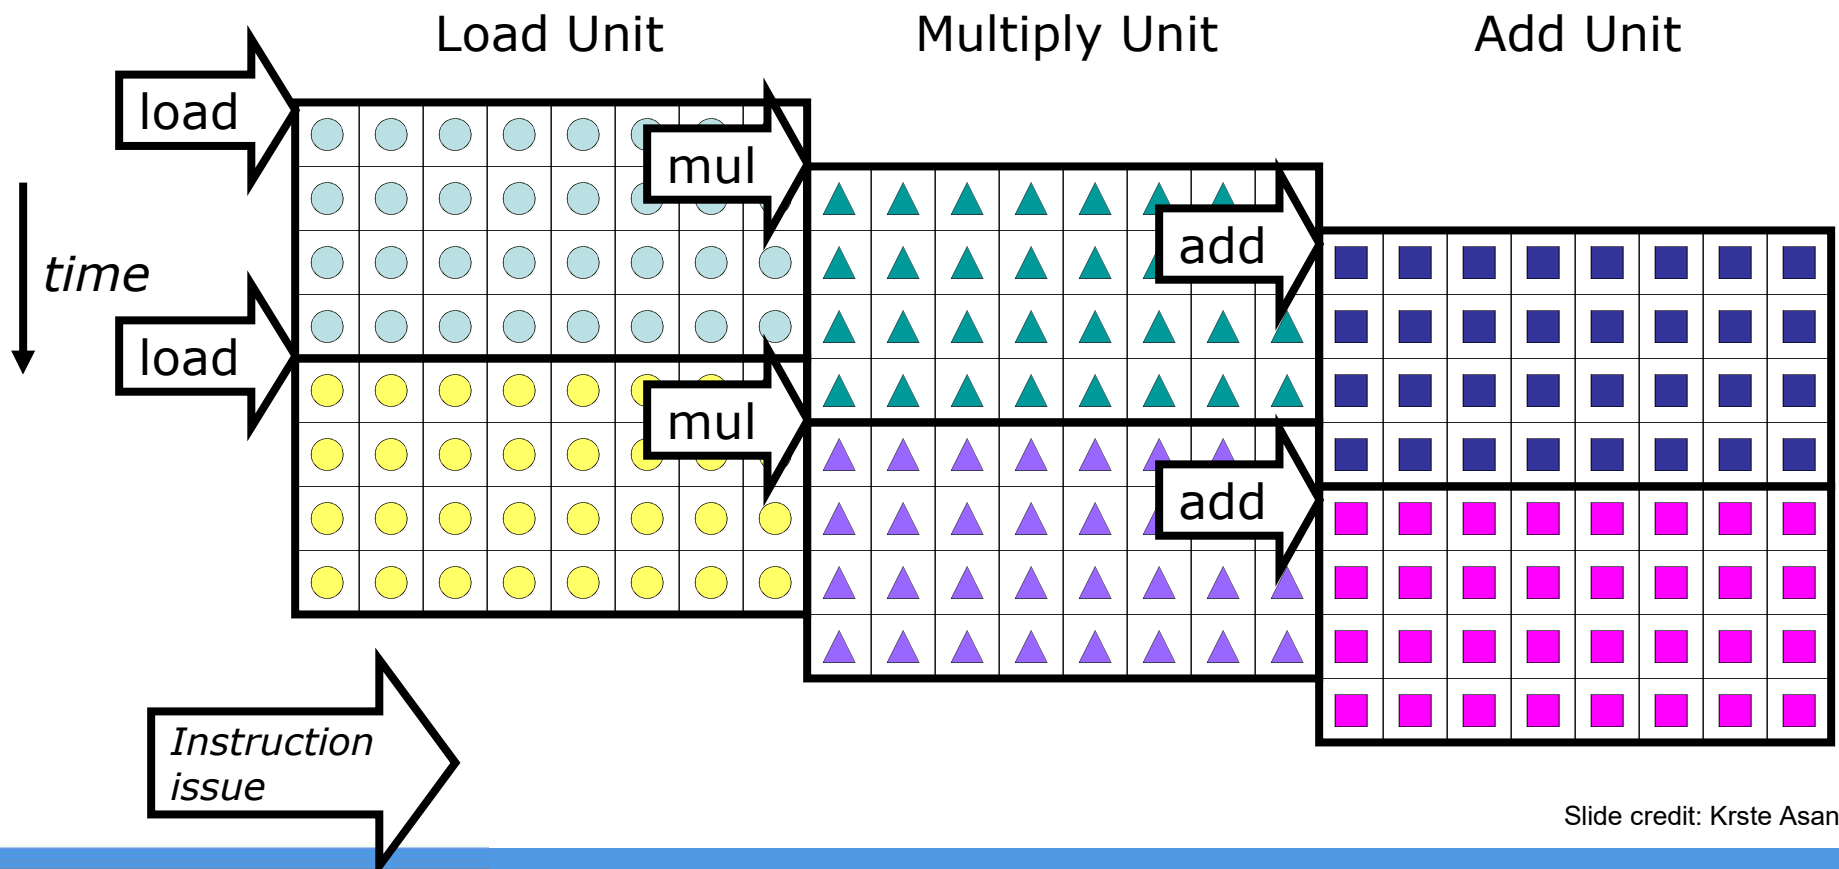 Load Unit
Multiply Unit
Add Unit
load
mul
add
time
load
mul
add
Instruction
issue
Slide credit: Krste Asan